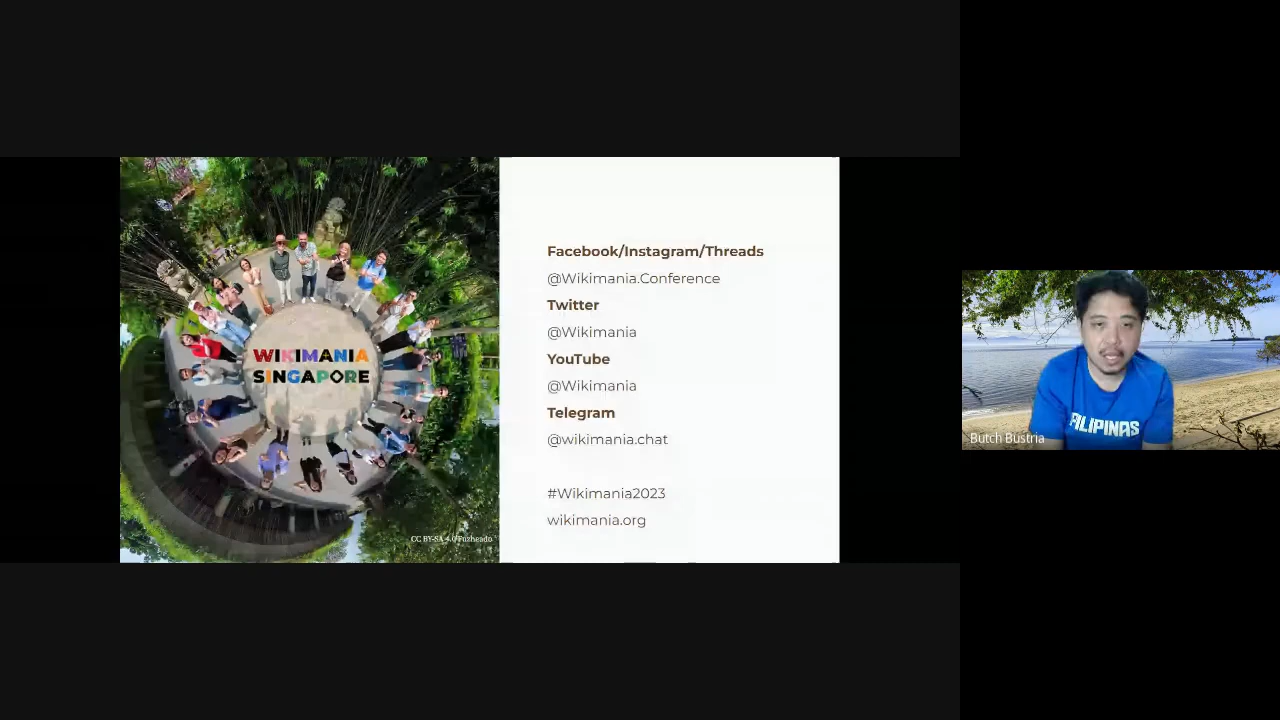 WIKIMANIA
SINGAPORE
CC BY-SA 4.0 Fuzheado
Facebook/Instagram/Threads
@Wikimania.Conference
Twitter
@Wikimania
YouTube
@Wikimania
Telegram
@wikimania.chat
#Wikimania2023
wikimania.org
FILIPINAS
Butch Bustria